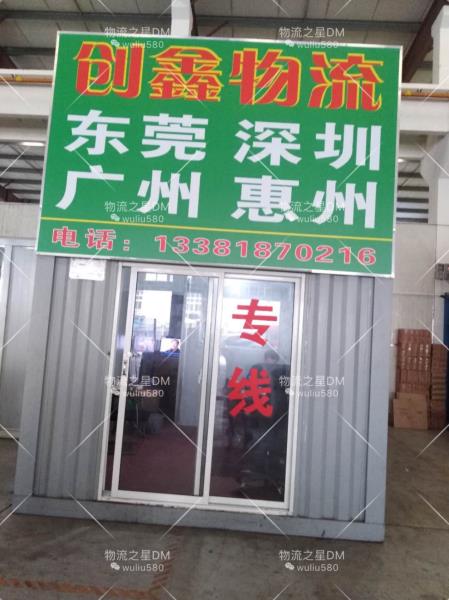 创鑫物流
东莞 深圳
广州 惠州
电话：13381870216
专线
物流之星DM
wuliu580